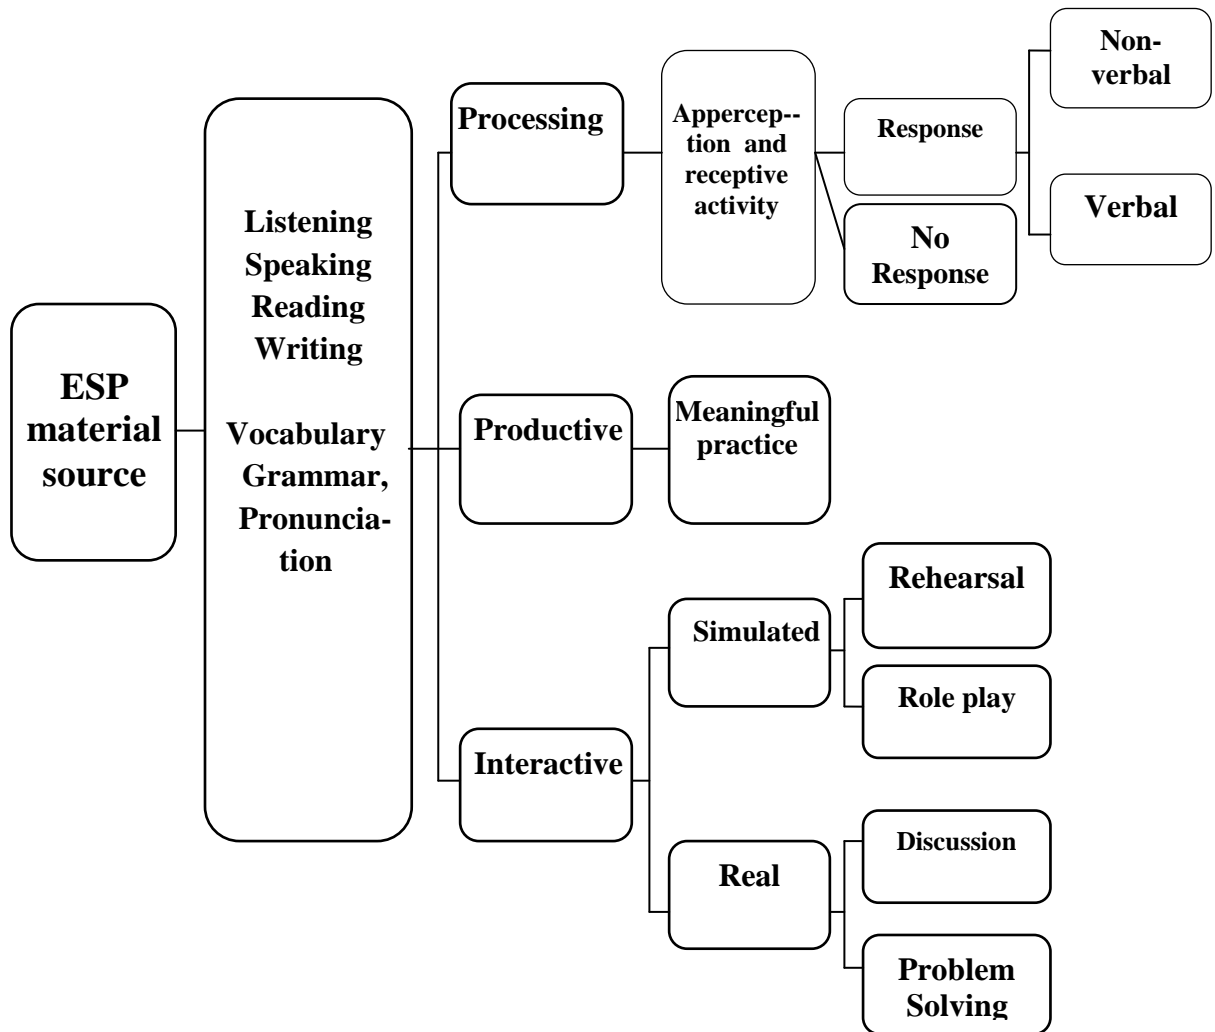 ESP
material
source
Listening
Speaking
Reading
Writing
Vocabulary
Grammar,
Pronuncia-
tion
Processing
Appercep--
tion and
receptive
activity
Response
Non-
verbal
Verbal
No
Response
Productive
Meaningful
practice
Interactive
Simulated
Rehearsal
Role play
Real
Discussion
Problem
Solving